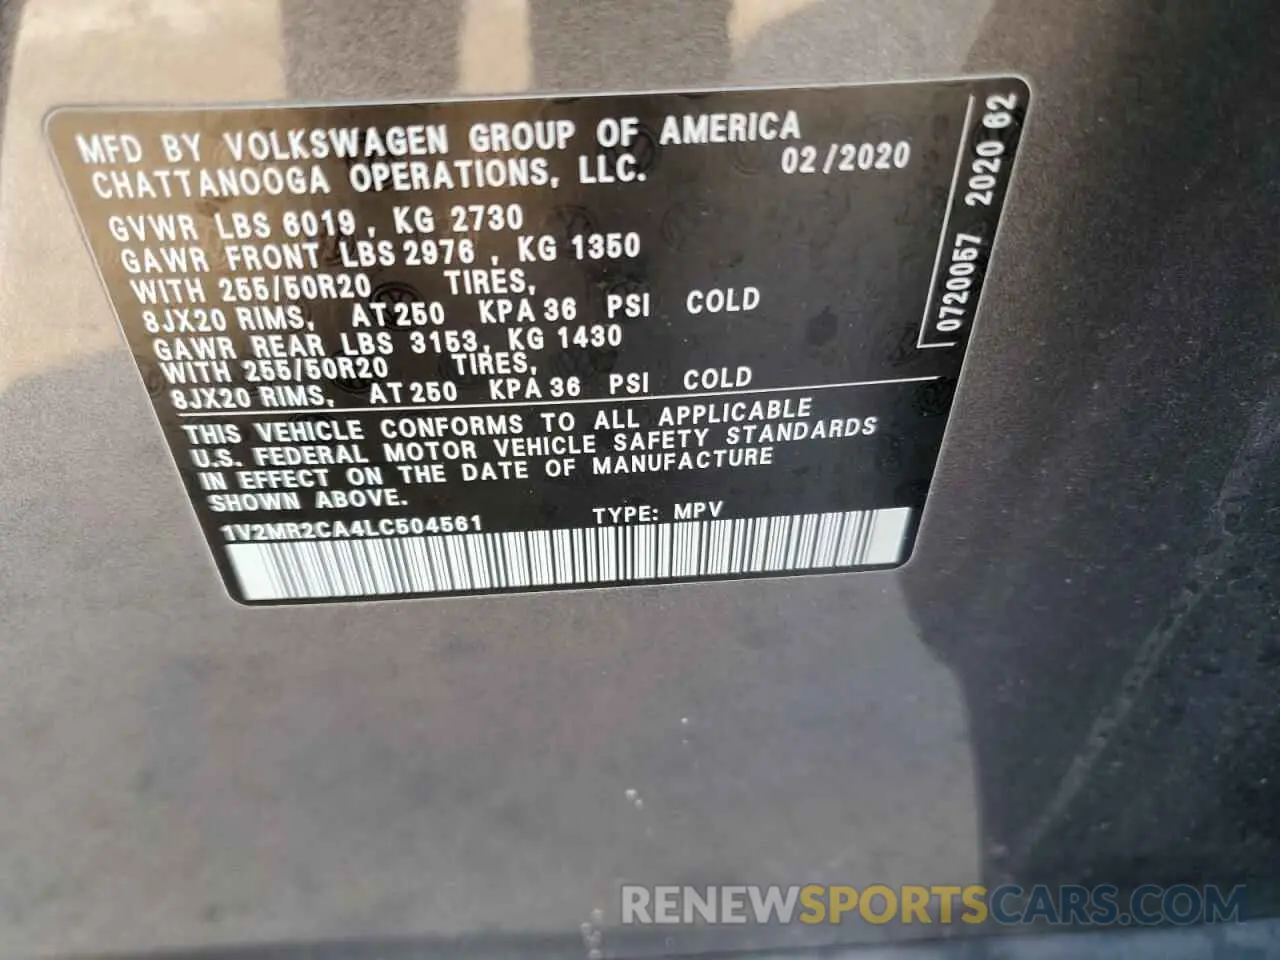 MFD BY VOLKSWAGEN GROUP OF AMERICA
CHATTANOOGA OPERATIONS, LLC. 02/2020
GVWR LBS 6019, KG 2730
GAWR FRONT LBS 2976, KG 1350
WITH 255/50R20 TIRES,
8JX20 RIMS, AT 250 KPA 36 PSI COLD
GAWR REAR LBS 3153, KG 1430
WITH 255/50R20 TIRES,
8JX20 RIMS, AT 250 KPA 36 PSI COLD
THIS VEHICLE CONFORMS TO ALL APPLICABLE
U.S. FEDERAL MOTOR VEHICLE SAFETY STANDARDS
IN EFFECT ON THE DATE OF MANUFACTURE
SHOWN ABOVE.
1V2MR2CA4LC504561 TYPE: MPV
0720057 2020 62
RENEWSPORTSCARS.COM